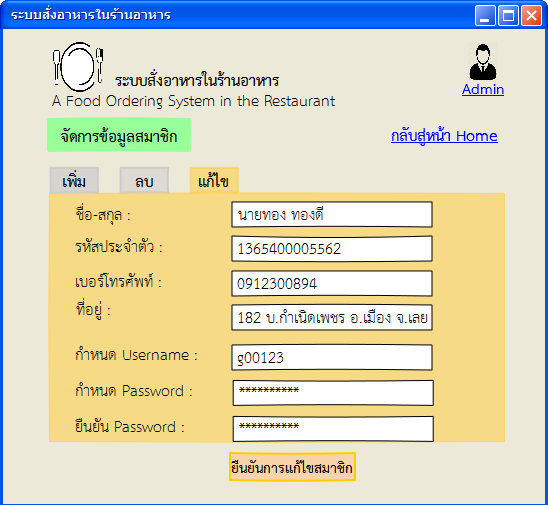 ระบบสั่งอาหารในร้านอาหาร
ระบบสั่งอาหารในร้านอาหาร
A Food Ordering System in the Restaurant
Admin
จัดการข้อมูลสมาชิก
กลับสู่หน้า Home
เพิ่ม ลบ แก้ไข
ชื่อ-สกุล : นายทอง ทองดี
รหัสประจำตัว : 1365400005562
เบอร์โทรศัพท์ : 0912300894
ที่อยู่ : 182 บ.กำเนิดเพชร อ.เมือง จ.เลย
กำหนด Username : g00123
กำหนด Password : **********
ยืนยัน Password : **********
ยืนยันการแก้ไขสมาชิก